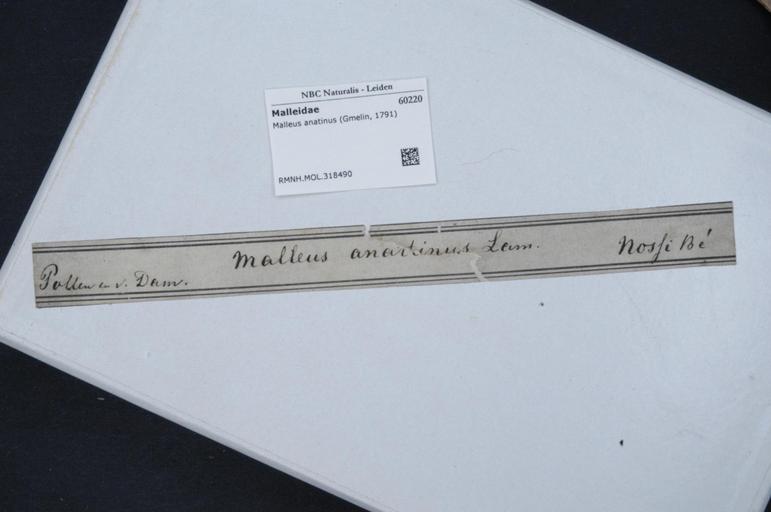 NBC Naturalis - Leiden
60220
Malleidae
Malleus anatinus (Gmelin, 1791)
RMNH.MOL.318490
Pollen en v. Dam.
Malleus anatinus Lam.
Nossi Bé